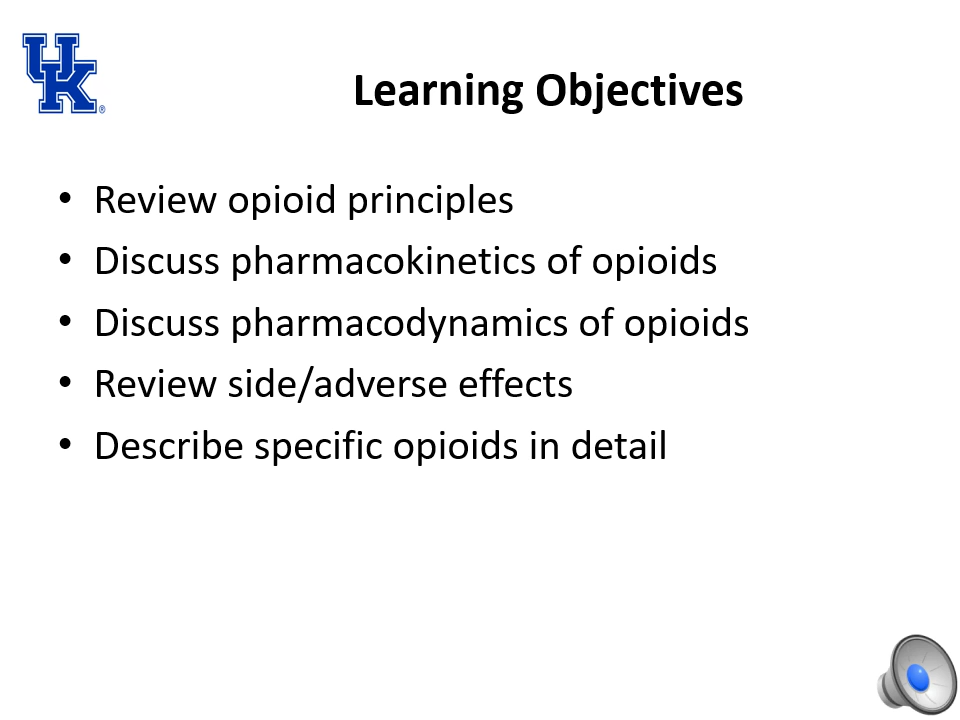 UK®
Learning Objectives
• Review opioid principles
• Discuss pharmacokinetics of opioids
• Discuss pharmacodynamics of opioids
• Review side/adverse effects
• Describe specific opioids in detail